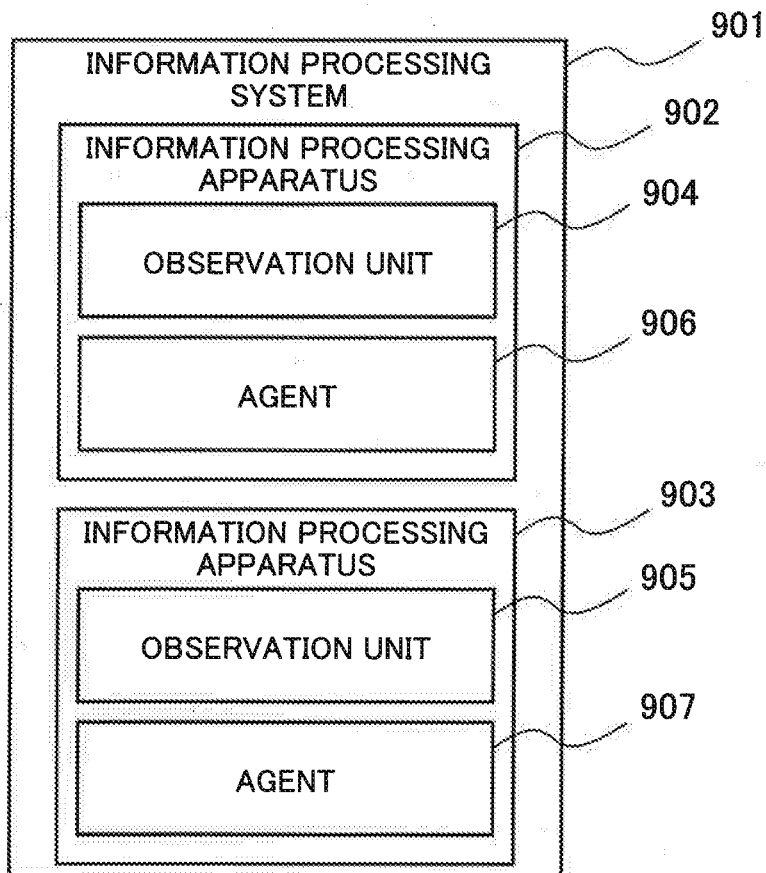 901
INFORMATION PROCESSING
SYSTEM
902
INFORMATION PROCESSING
APPARATUS
904
OBSERVATION UNIT
906
AGENT
903
INFORMATION PROCESSING
APPARATUS
905
OBSERVATION UNIT
907
AGENT